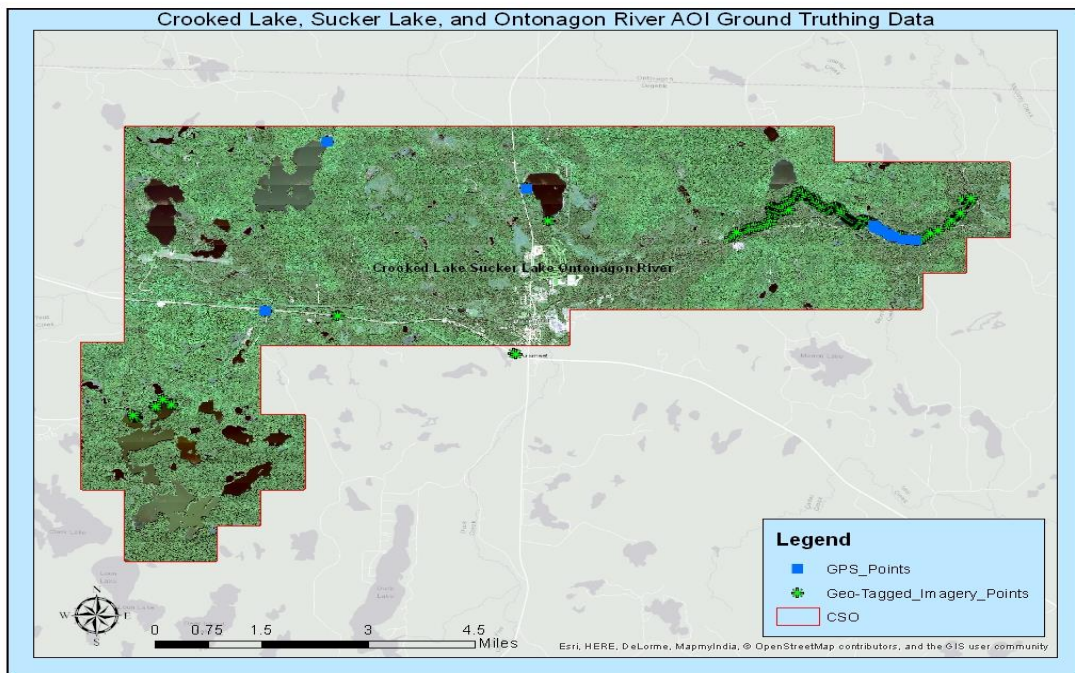 Crooked Lake, Sucker Lake, and Ontonagon River AOI Ground Truthing Data
Crooked Lake Sucker Lake Ontonagon River
Legend
GPS_Points
Geo-Tagged_Imagery_Points
CSO
N
W E
S
0 0.75 1.5 3 4.5
Miles
Esri, HERE, DeLorme, MapmyIndia, © OpenStreetMap contributors, and the GIS user community